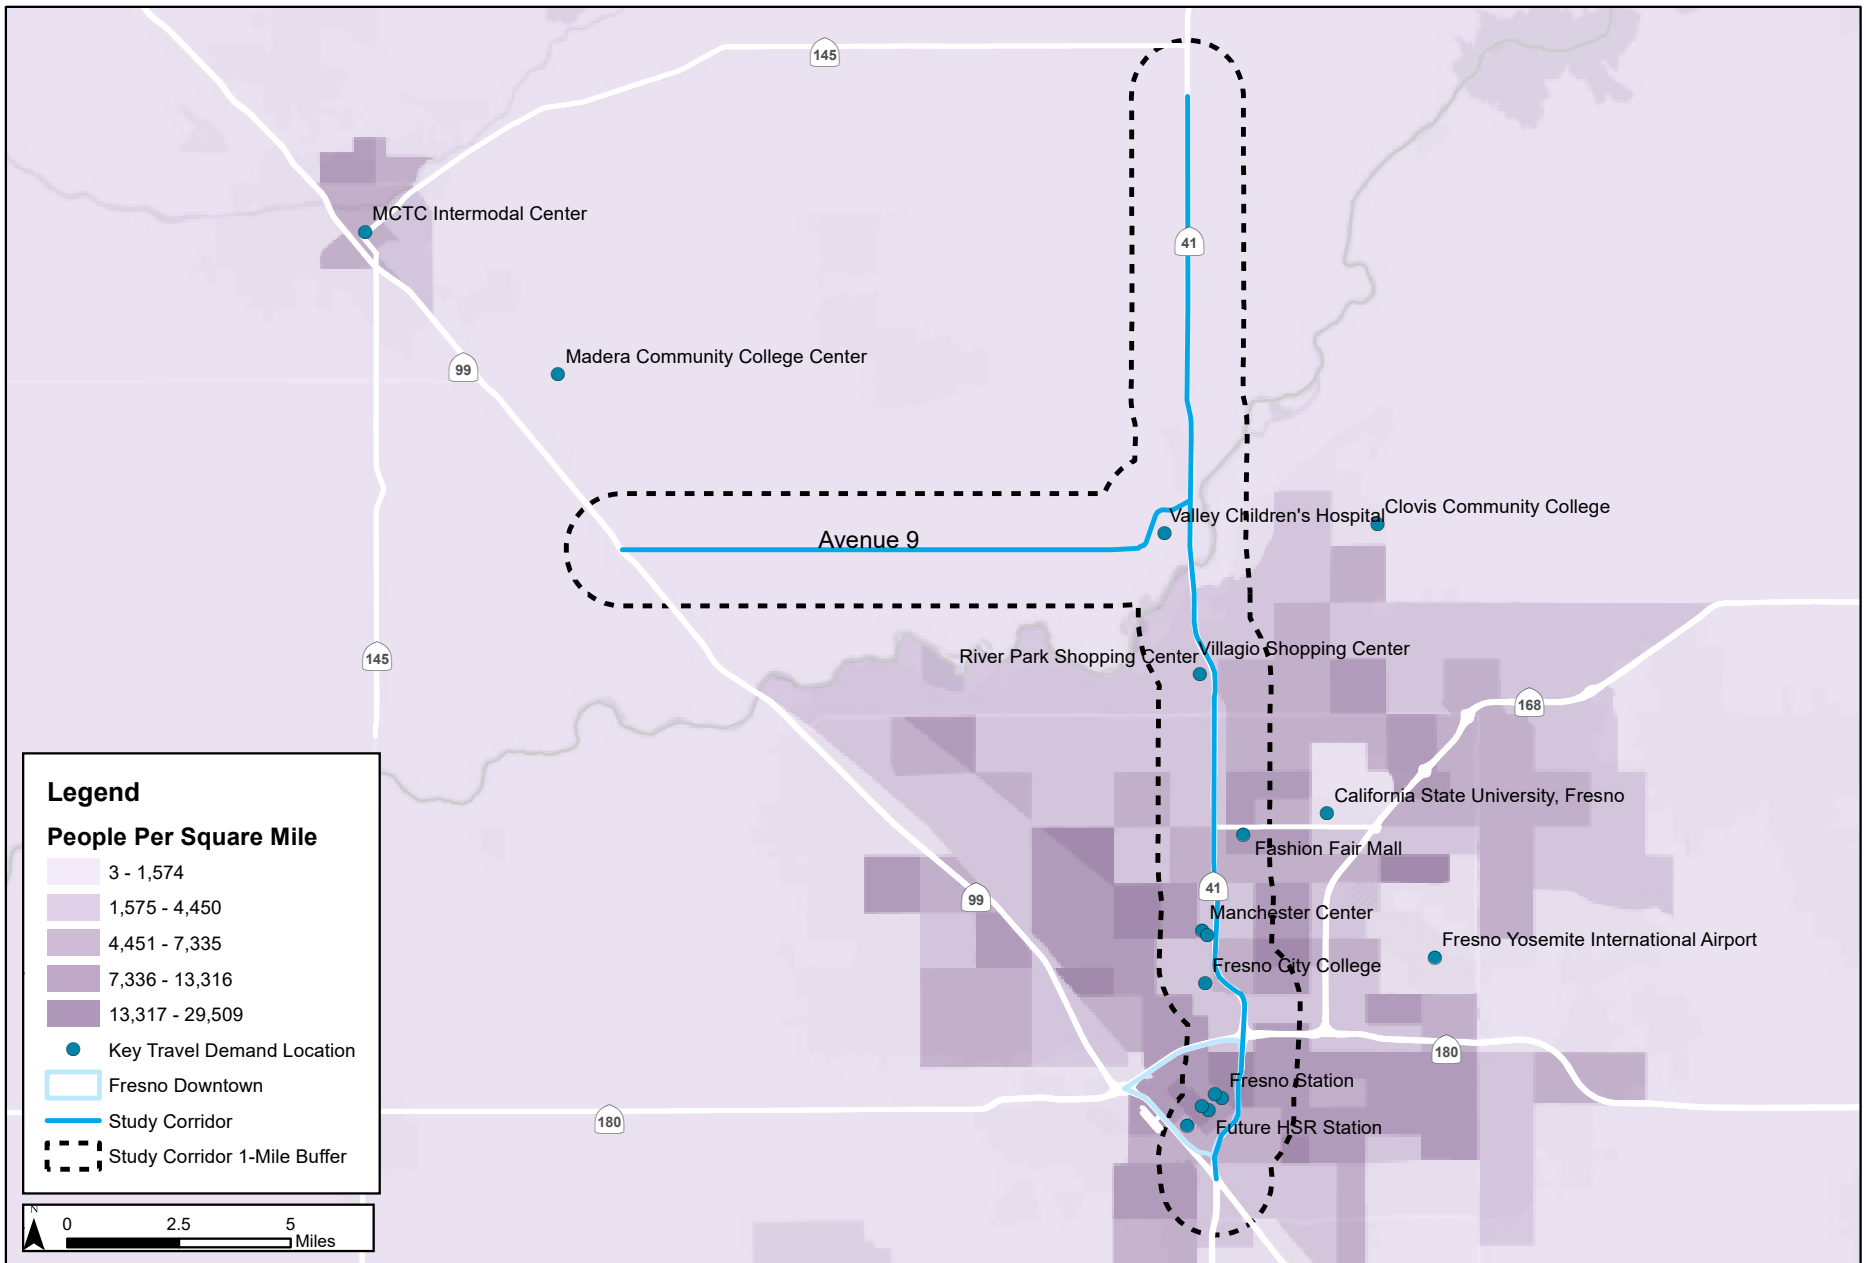 145
41
MCTC Intermodal Center
99
Madera Community College Center
Avenue 9
Valley Children's Hospital
Clovis Community College
145
River Park Shopping Center
Villagio Shopping Center
168
California State University, Fresno
Fashion Fair Mall
99
41
Manchester Center
Fresno Yosemite International Airport
Fresno City College
180
180
Fresno Station
Future HSR Station
Legend
People Per Square Mile
3 - 1,574
1,575 - 4,450
4,451 - 7,335
7,336 - 13,316
13,317 - 29,509
Key Travel Demand Location
Fresno Downtown
Study Corridor
Study Corridor 1-Mile Buffer
N
0 2.5 5
Miles